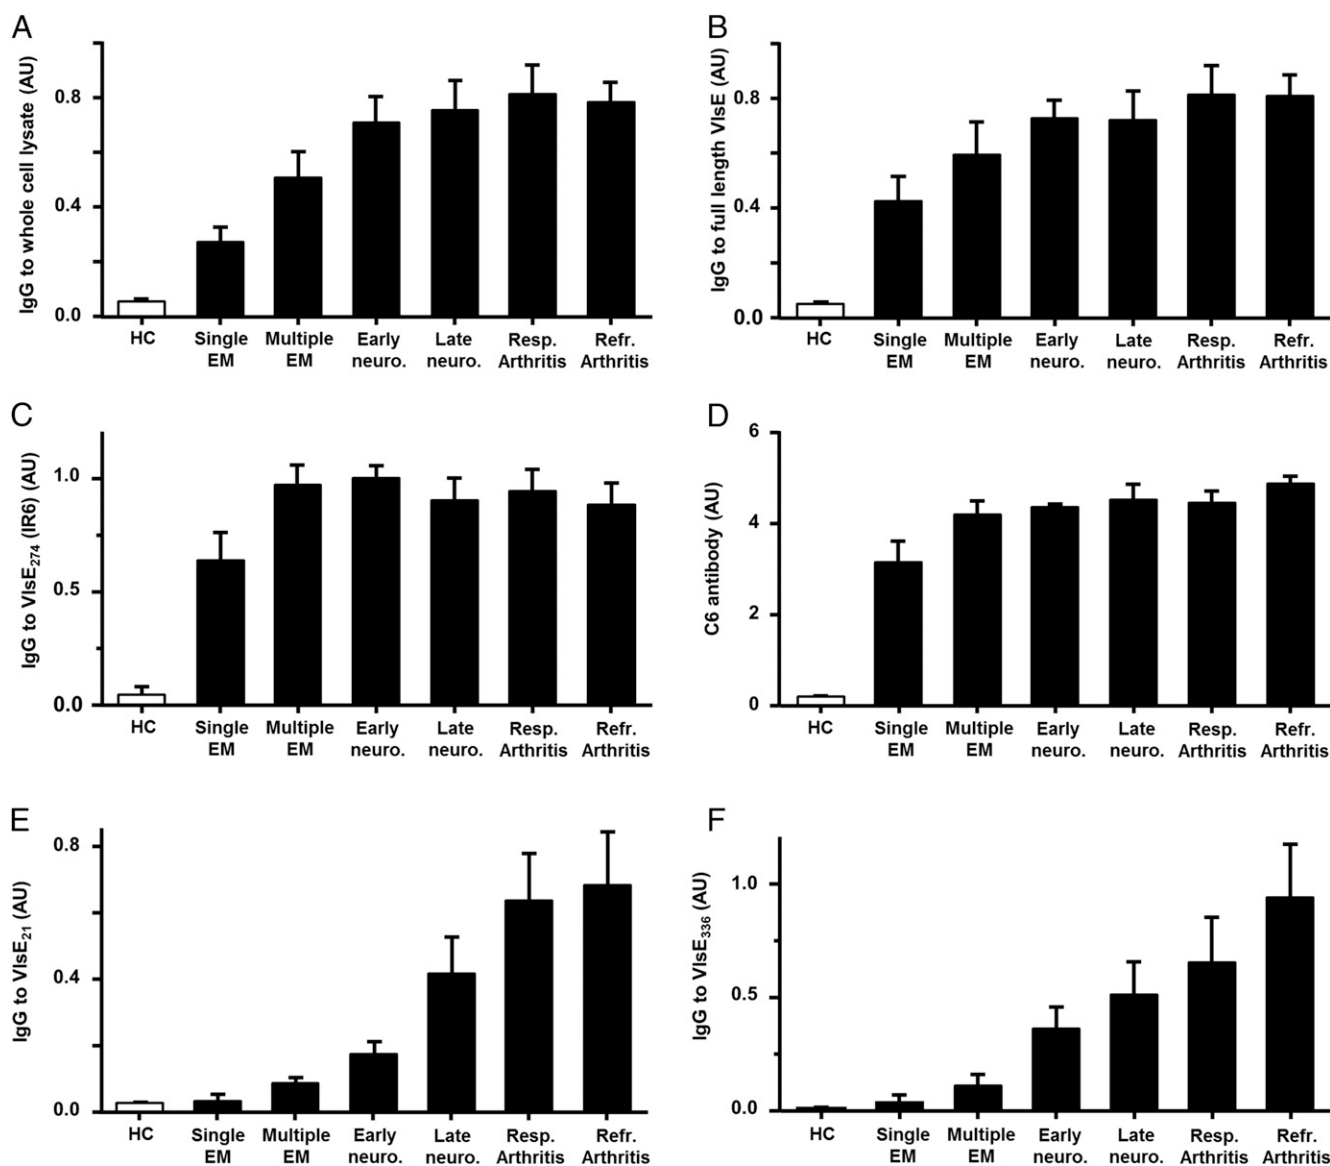 A
IgG to whole cell lysate (AU)
0.8
0.4
0.0
HC Single Multiple Early Late Resp. Refr.
EM EM neuro. neuro. Arthritis Arthritis
B
IgG to full length VlsE (AU)
0.8
0.4
0.0
HC Single Multiple Early Late Resp. Refr.
EM EM neuro. neuro. Arthritis Arthritis
C
IgG to VlsE274 (IR6) (AU)
1.0
0.5
0.0
HC Single Multiple Early Late Resp. Refr.
EM EM neuro. neuro. Arthritis Arthritis
D
C6 antibody (AU)
6
4
2
0
HC Single Multiple Early Late Resp. Refr.
EM EM neuro. neuro. Arthritis Arthritis
E
IgG to VlsE21 (AU)
0.8
0.4
0.0
HC Single Multiple Early Late Resp. Refr.
EM EM neuro. neuro. Arthritis Arthritis
F
IgG to VlsE336 (AU)
1.0
0.5
0.0
HC Single Multiple Early Late Resp. Refr.
EM EM neuro. neuro. Arthritis Arthritis